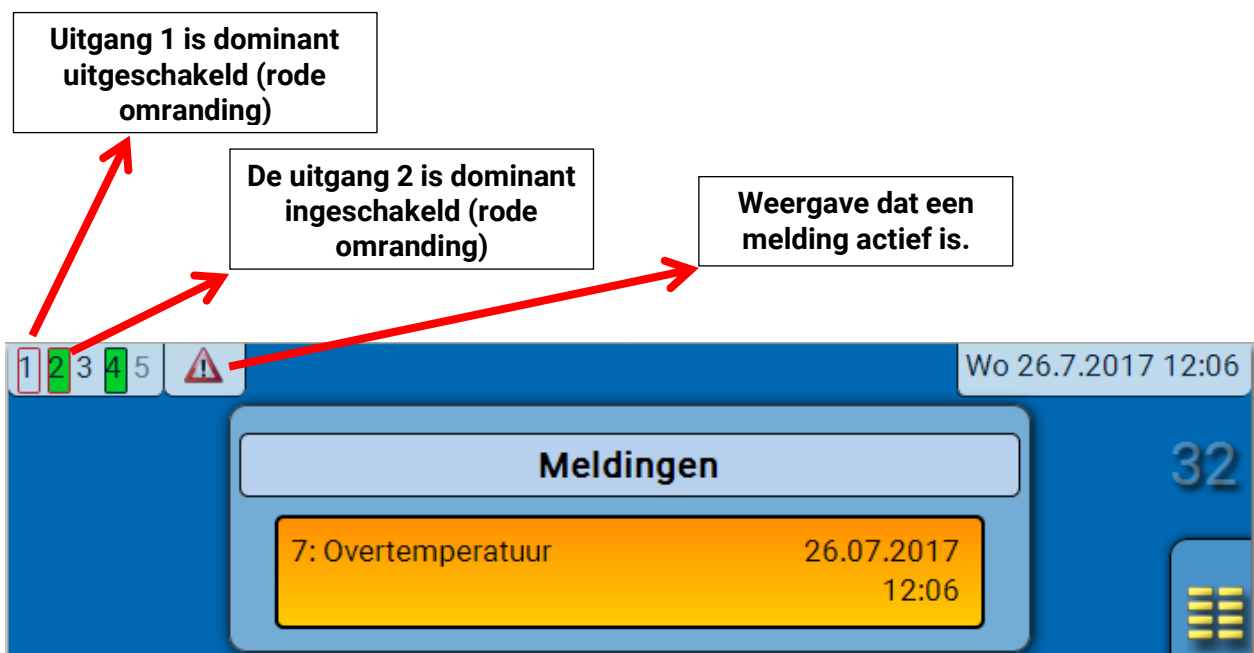 Uitgang 1 is dominant
uitgeschakeld (rode
omranding)
De uitgang 2 is dominant
ingeschakeld (rode
omranding)
Weergave dat een
melding actief is.
1 2 3 4 5
Wo 26.7.2017 12:06
Meldingen
32
7: Overtemperatuur 26.07.2017
12:06